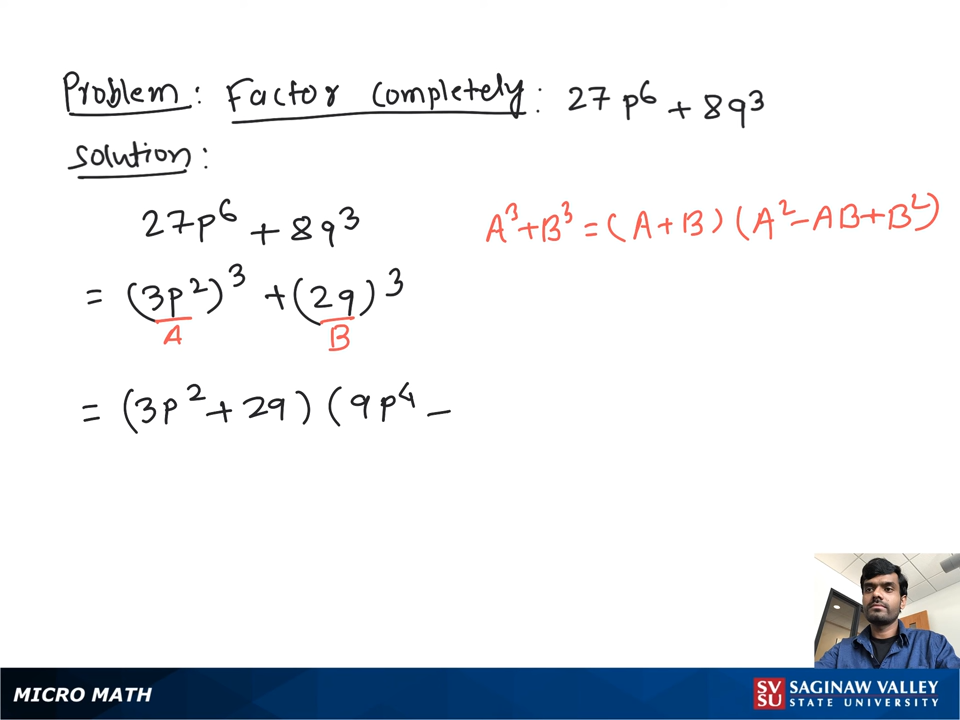 Problem: Factor Completely: 27p⁶ + 8q³
Solution:
27p⁶ + 8q³
A³+B³ = (A+B) (A²-AB+B²)
= (3p²)³ + (2q)³
A B
= (3p² + 2q) (9p⁴ -
MICRO MATH
SV
SU
SAGINAW VALLEY
STATE UNIVERSITY